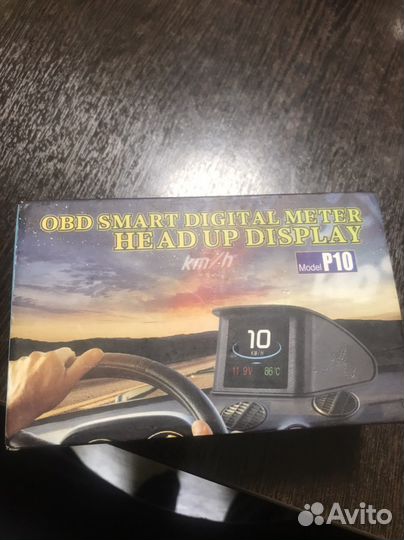 OBD SMART DIGITAL METER
HEAD UP DISPLAY
km/h
Model P10
10
KM/H
11.9V 86℃
Avito